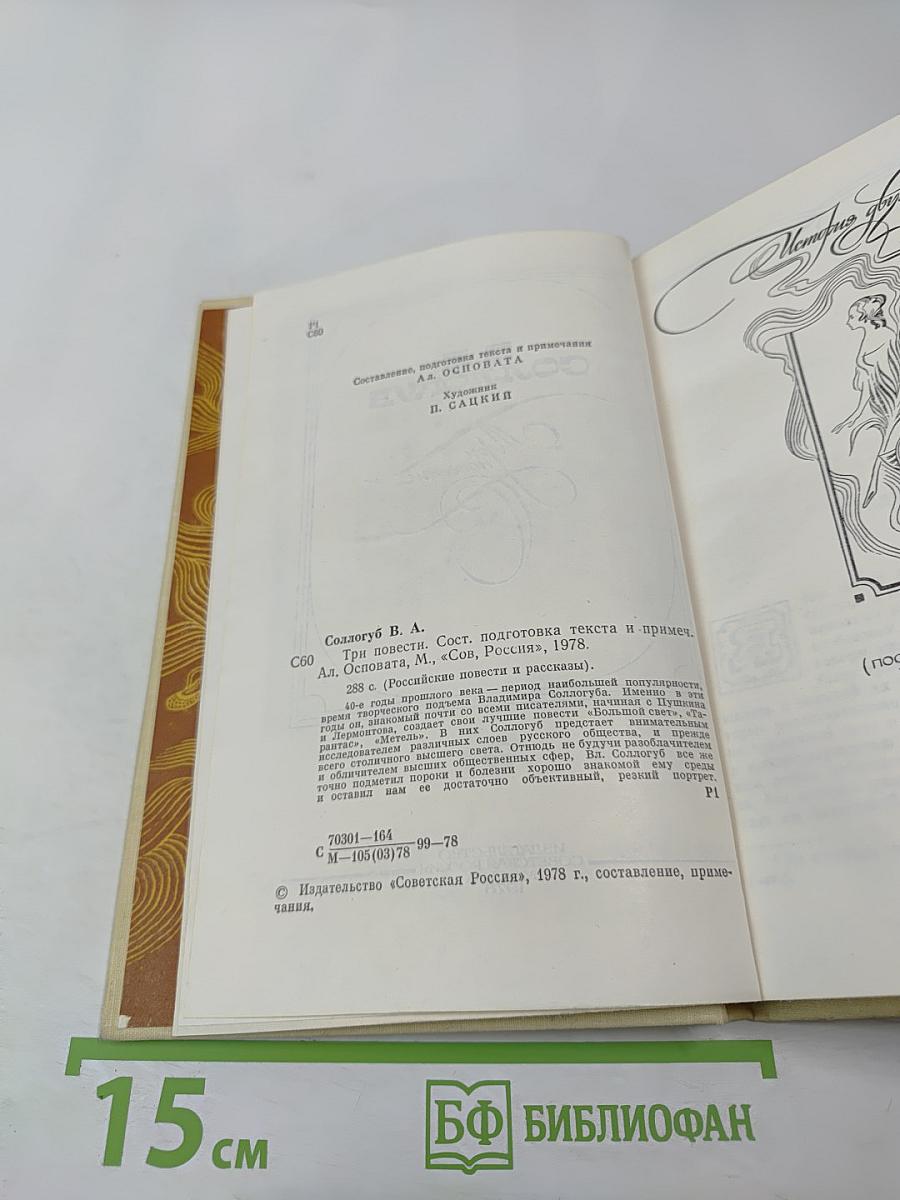 Р1
С60
Составление, подготовка текста и примечания
Ал. ОСПОВАТА
Художник
П. САЦКИЙ
Соллогуб В. А.
С60 Три повести. Сост. подготовка текста и примеч.
Ал. Осповата, М., «Сов, Россия», 1978.
288 с. (Российские повести и рассказы).
40-е годы прошлого века — период наибольшей популярности,
время творческого подъема Владимира Соллогуба. Именно в эти
годы он, знакомый почти со всеми писателями, начиная с Пушкина
и Лермонтова, создает свои лучшие повести «Большой свет», «Та-
рантас», «Метель». В них Соллогуб предстает внимательным
исследователем различных слоев русского общества, и прежде
всего столичного высшего света. Отнюдь не будучи разоблачителем
и обличителем высших общественных сфер, Вл. Соллогуб все же
точно подметил пороки и болезни хорошо знакомой ему среды
и оставил нам ее достаточно объективный, резкий портрет.
Р1
С 70301—164
М—105(03)78 99—78
© Издательство «Советская Россия», 1978 г., составление, приме-
чания,
История двух
(ПОС
15 см
БФ БИБЛИОФАН